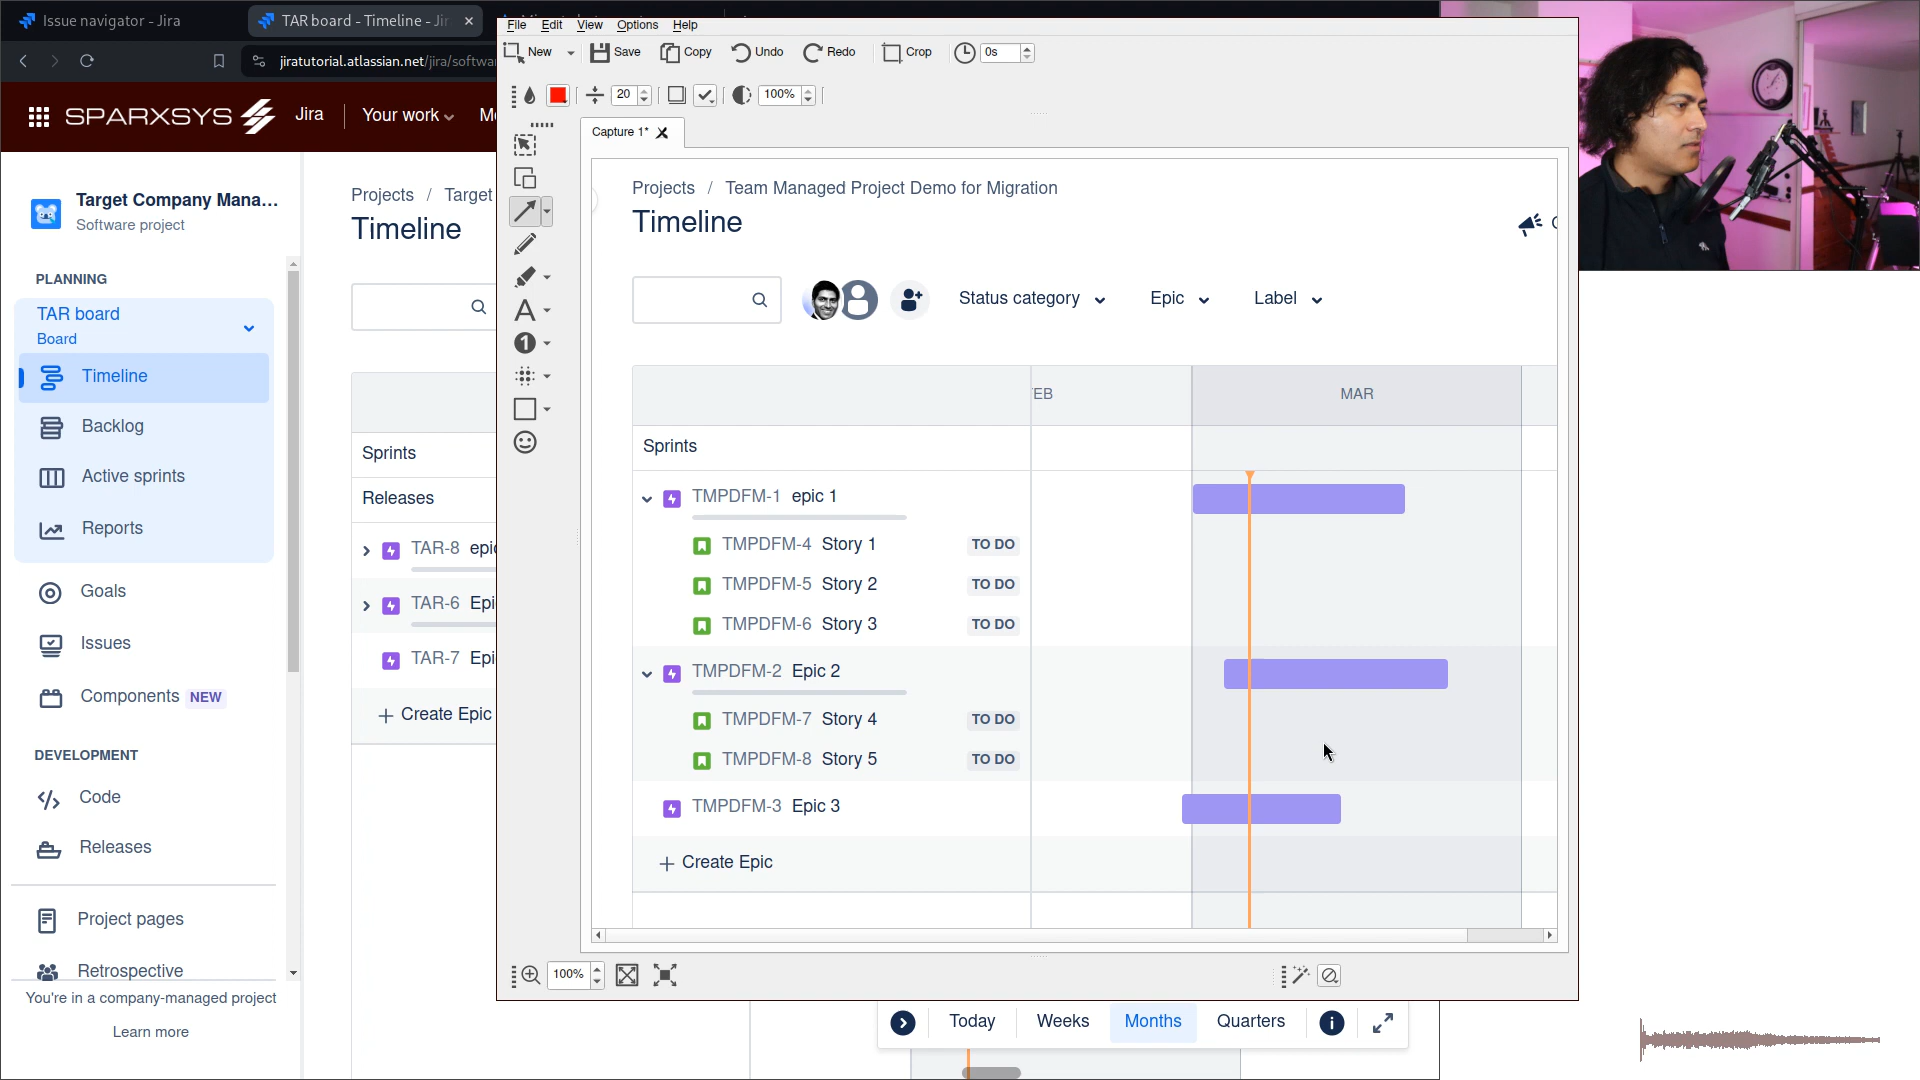 Issue navigator - Jira
TAR board - Timeline - Jir
jiratutorial.atlassian.net/jira/softwa
SPARXSYS
Jira
Your work
File Edit View Options Help
New Save Copy Undo Redo Crop 0s
20 100%
Capture 1*
Target Company Mana...
Software project
PLANNING
TAR board
Board
Timeline
Backlog
Active sprints
Reports
Goals
Issues
Components NEW
DEVELOPMENT
Code
Releases
Project pages
Retrospective
You're in a company-managed project
Learn more
Projects / Target
Timeline
Sprints
Releases
TAR-8 epic
TAR-6 Epi
TAR-7 Epi
+ Create Epic
Projects / Team Managed Project Demo for Migration
Timeline
Status category Epic Label
EB MAR
Sprints
TMPDFM-1 epic 1
TMPDFM-4 Story 1 TO DO
TMPDFM-5 Story 2 TO DO
TMPDFM-6 Story 3 TO DO
TMPDFM-2 Epic 2
TMPDFM-7 Story 4 TO DO
TMPDFM-8 Story 5 TO DO
TMPDFM-3 Epic 3
+ Create Epic
100%
Today Weeks Months Quarters